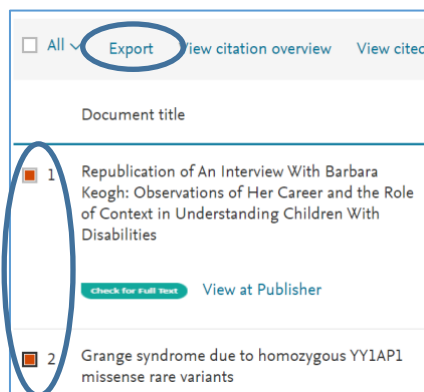 All Export View citation overview View cited
Document title
1 Republication of An Interview With Barbara
Keogh: Observations of Her Career and the Role
of Context in Understanding Children With
Disabilities
Check for Full Text View at Publisher
2 Grange syndrome due to homozygous YY1AP1
missense rare variants